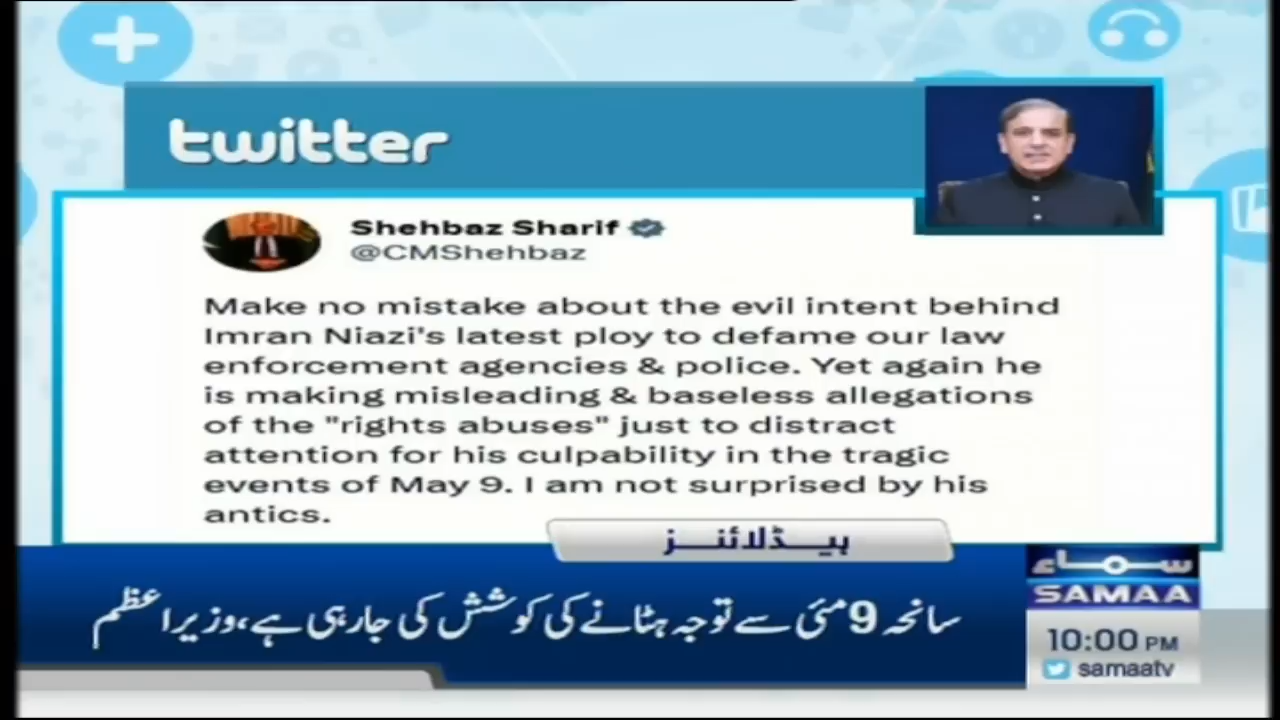 twitter
Shehbaz Sharif
@CMShehbaz
Make no mistake about the evil intent behind
Imran Niazi's latest ploy to defame our law
enforcement agencies & police. Yet again he
is making misleading & baseless allegations
of the "rights abuses" just to distract
attention for his culpability in the tragic
events of May 9. I am not surprised by his
antics.
ہیڈلائنز
سانحہ 9 مئی سے توجہ ہٹانے کی کوشش کی جارہی ہے،وزیراعظم
سماء
SAMAA
10:00 PM
samaatv